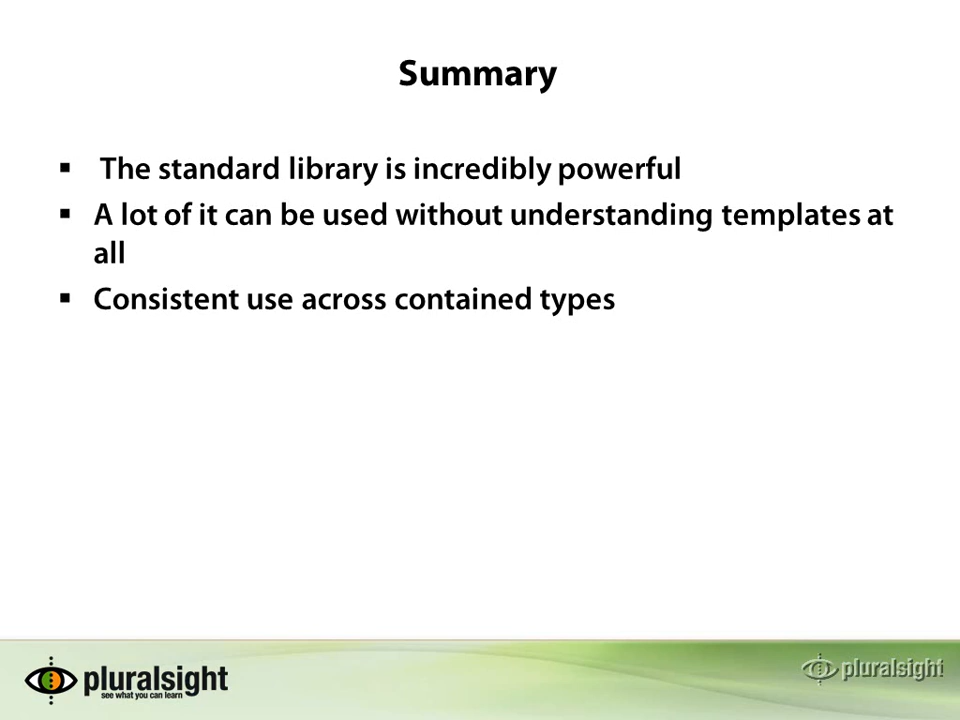 Summary
▪ The standard library is incredibly powerful
▪ A lot of it can be used without understanding templates at
all
▪ Consistent use across contained types
pluralsight
see what you can learn
pluralsight